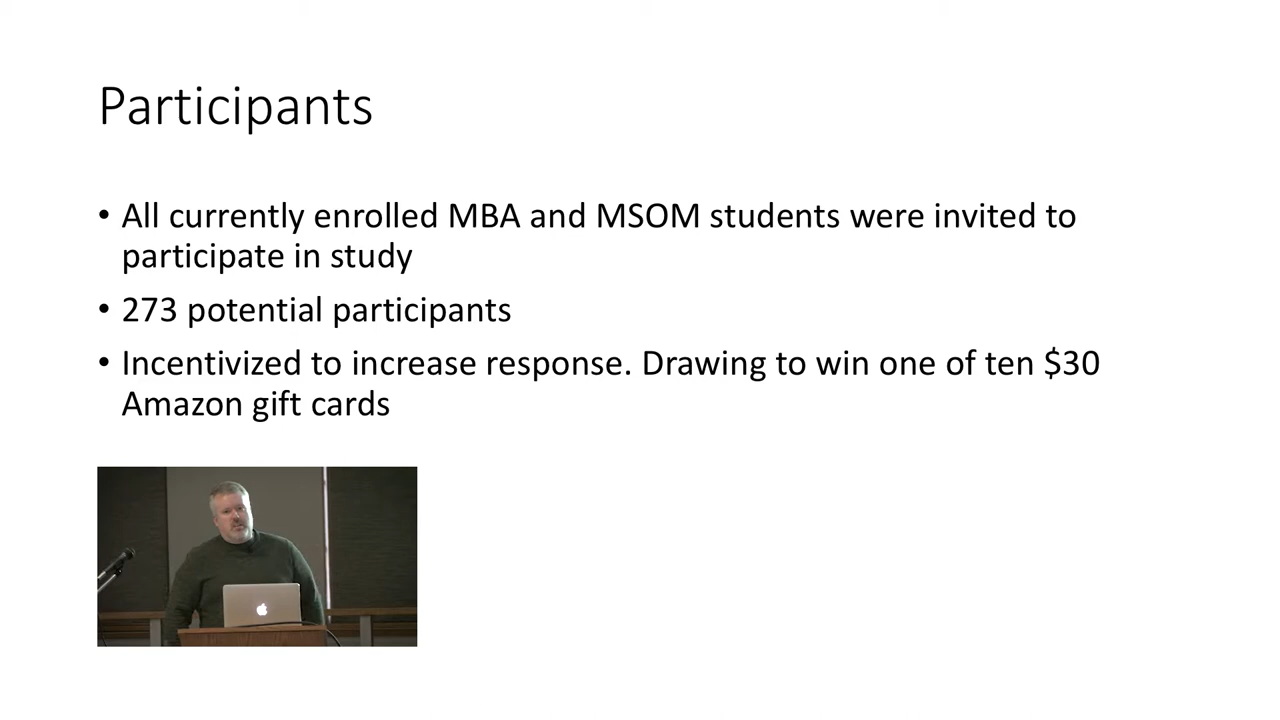 Participants
• All currently enrolled MBA and MSOM students were invited to
participate in study
• 273 potential participants
• Incentivized to increase response. Drawing to win one of ten $30
Amazon gift cards